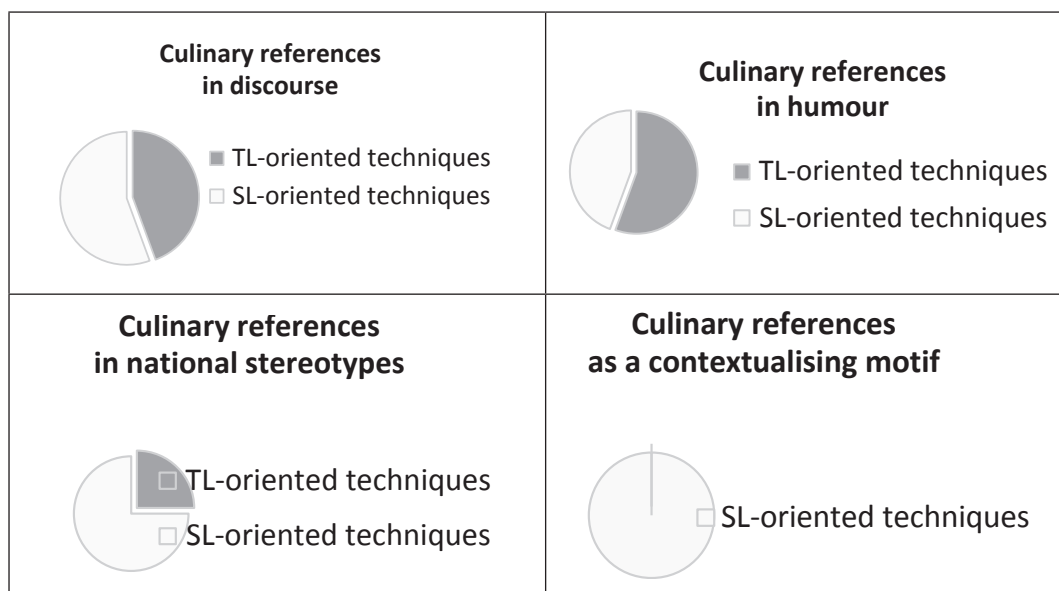 Culinary references
in discourse
TL-oriented techniques
SL-oriented techniques
Culinary references
in humour
TL-oriented techniques
SL-oriented techniques
Culinary references
in national stereotypes
TL-oriented techniques
SL-oriented techniques
Culinary references
as a contextualising motif
SL-oriented techniques